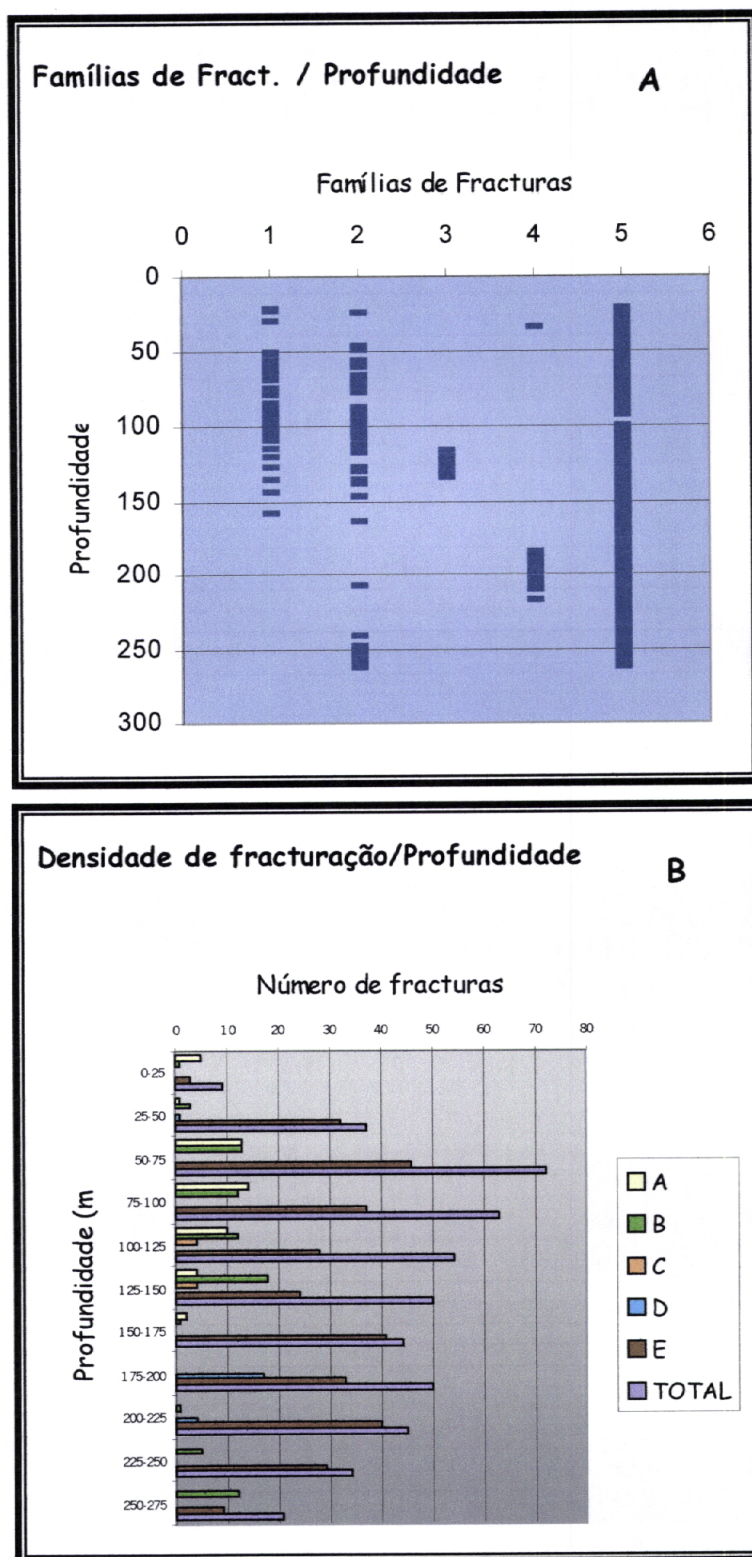 Famílias de Fract. / Profundidade A
Famílias de Fracturas
0 1 2 3 4 5 6
0
50
100
150
200
250
300
Profundidade
Densidade de fracturação/Profundidade B
Número de fracturas
0 10 20 30 40 50 60 70 80
0-25
25-50
50-75
75-100
100-125
125-150
150-175
175-200
200-225
225-250
250-275
Profundidade (m
A
B
C
D
E
TOTAL